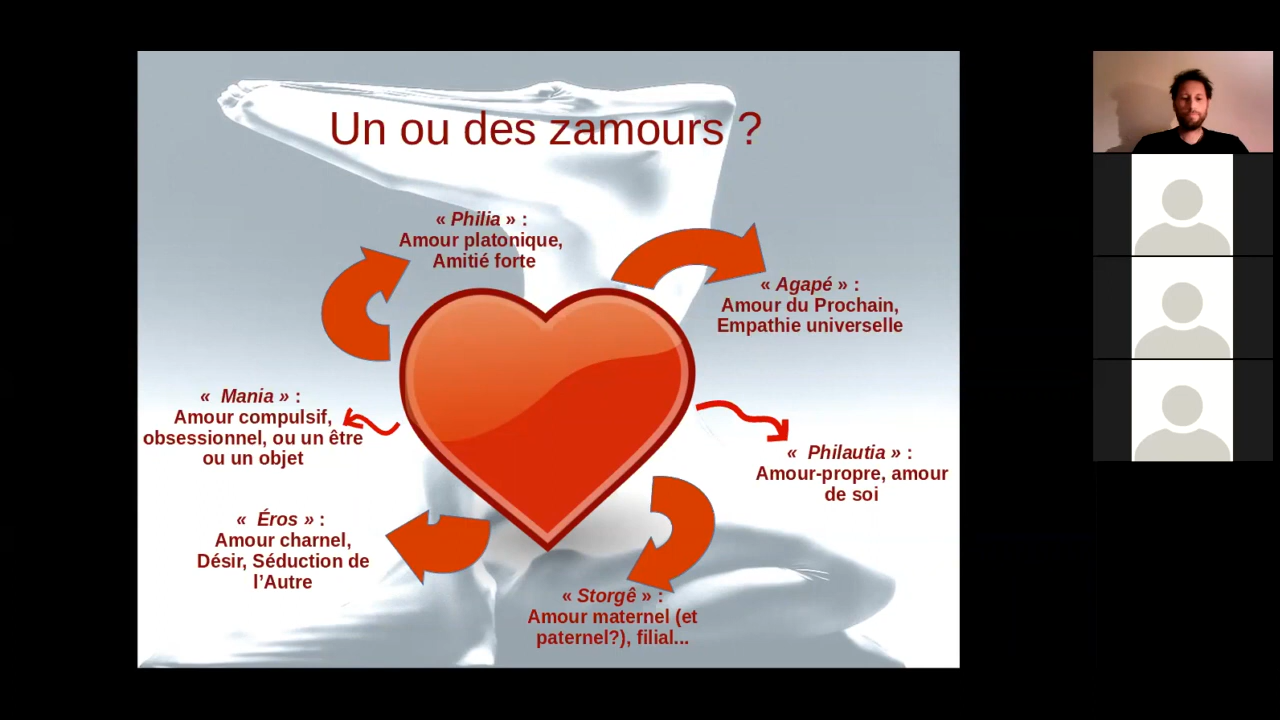 Un ou des zamours ?
« Philia » :
Amour platonique,
Amitié forte
« Agapé » :
Amour du Prochain,
Empathie universelle
« Mania » :
Amour compulsif,
obsessionnel, ou un être
ou un objet
« Philautia » :
Amour-propre, amour
de soi
« Éros » :
Amour charnel,
Désir, Séduction de
l’Autre
« Storgê » :
Amour maternel (et
paternel?), filial...